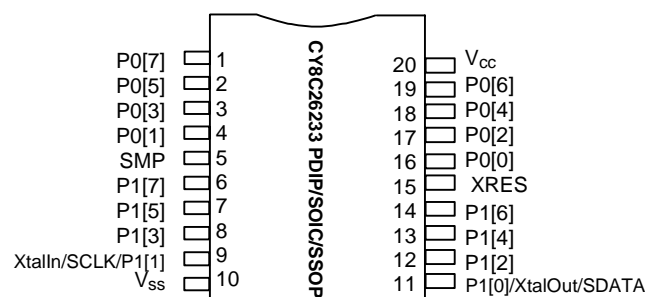 CY8C26233 PDIP/SOIC/SSOP
P0[7] 1 20 Vcc
P0[5] 2 19 P0[6]
P0[3] 3 18 P0[4]
P0[1] 4 17 P0[2]
SMP 5 16 P0[0]
P1[7] 6 15 XRES
P1[5] 7 14 P1[6]
P1[3] 8 13 P1[4]
XtalIn/SCLK/P1[1] 9 12 P1[2]
Vss 10 11 P1[0]/XtalOut/SDATA